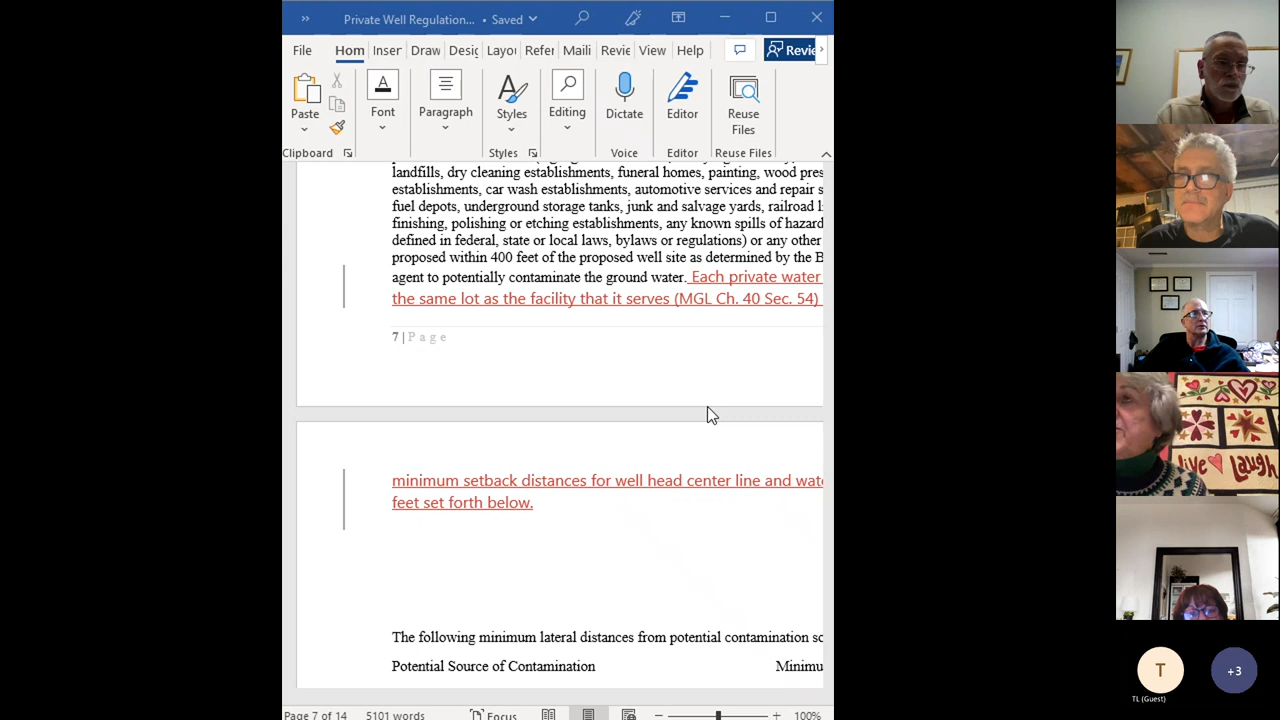 Private Well Regulation... • Saved
File Hom Inser Draw Desig Layou Refer Maili Revie View Help Revie
Paste Font Paragraph Styles Editing Dictate Editor Reuse Files
Clipboard Styles Voice Editor Reuse Files
landfills, dry cleaning establishments, funeral homes, painting, wood pres
establishments, car wash establishments, automotive services and repair s
fuel depots, underground storage tanks, junk and salvage yards, railroad li
finishing, polishing or etching establishments, any known spills of hazard
defined in federal, state or local laws, bylaws or regulations) or any other
proposed within 400 feet of the proposed well site as determined by the B
agent to potentially contaminate the ground water. Each private water
the same lot as the facility that it serves (MGL Ch. 40 Sec. 54)
7 | Page
minimum setback distances for well head center line and wate
feet set forth below.
The following minimum lateral distances from potential contamination so
Potential Source of Contamination Minimu
Page 7 of 14 5101 words Focus 100%
live Laugh
T
+3
TL (Guest)